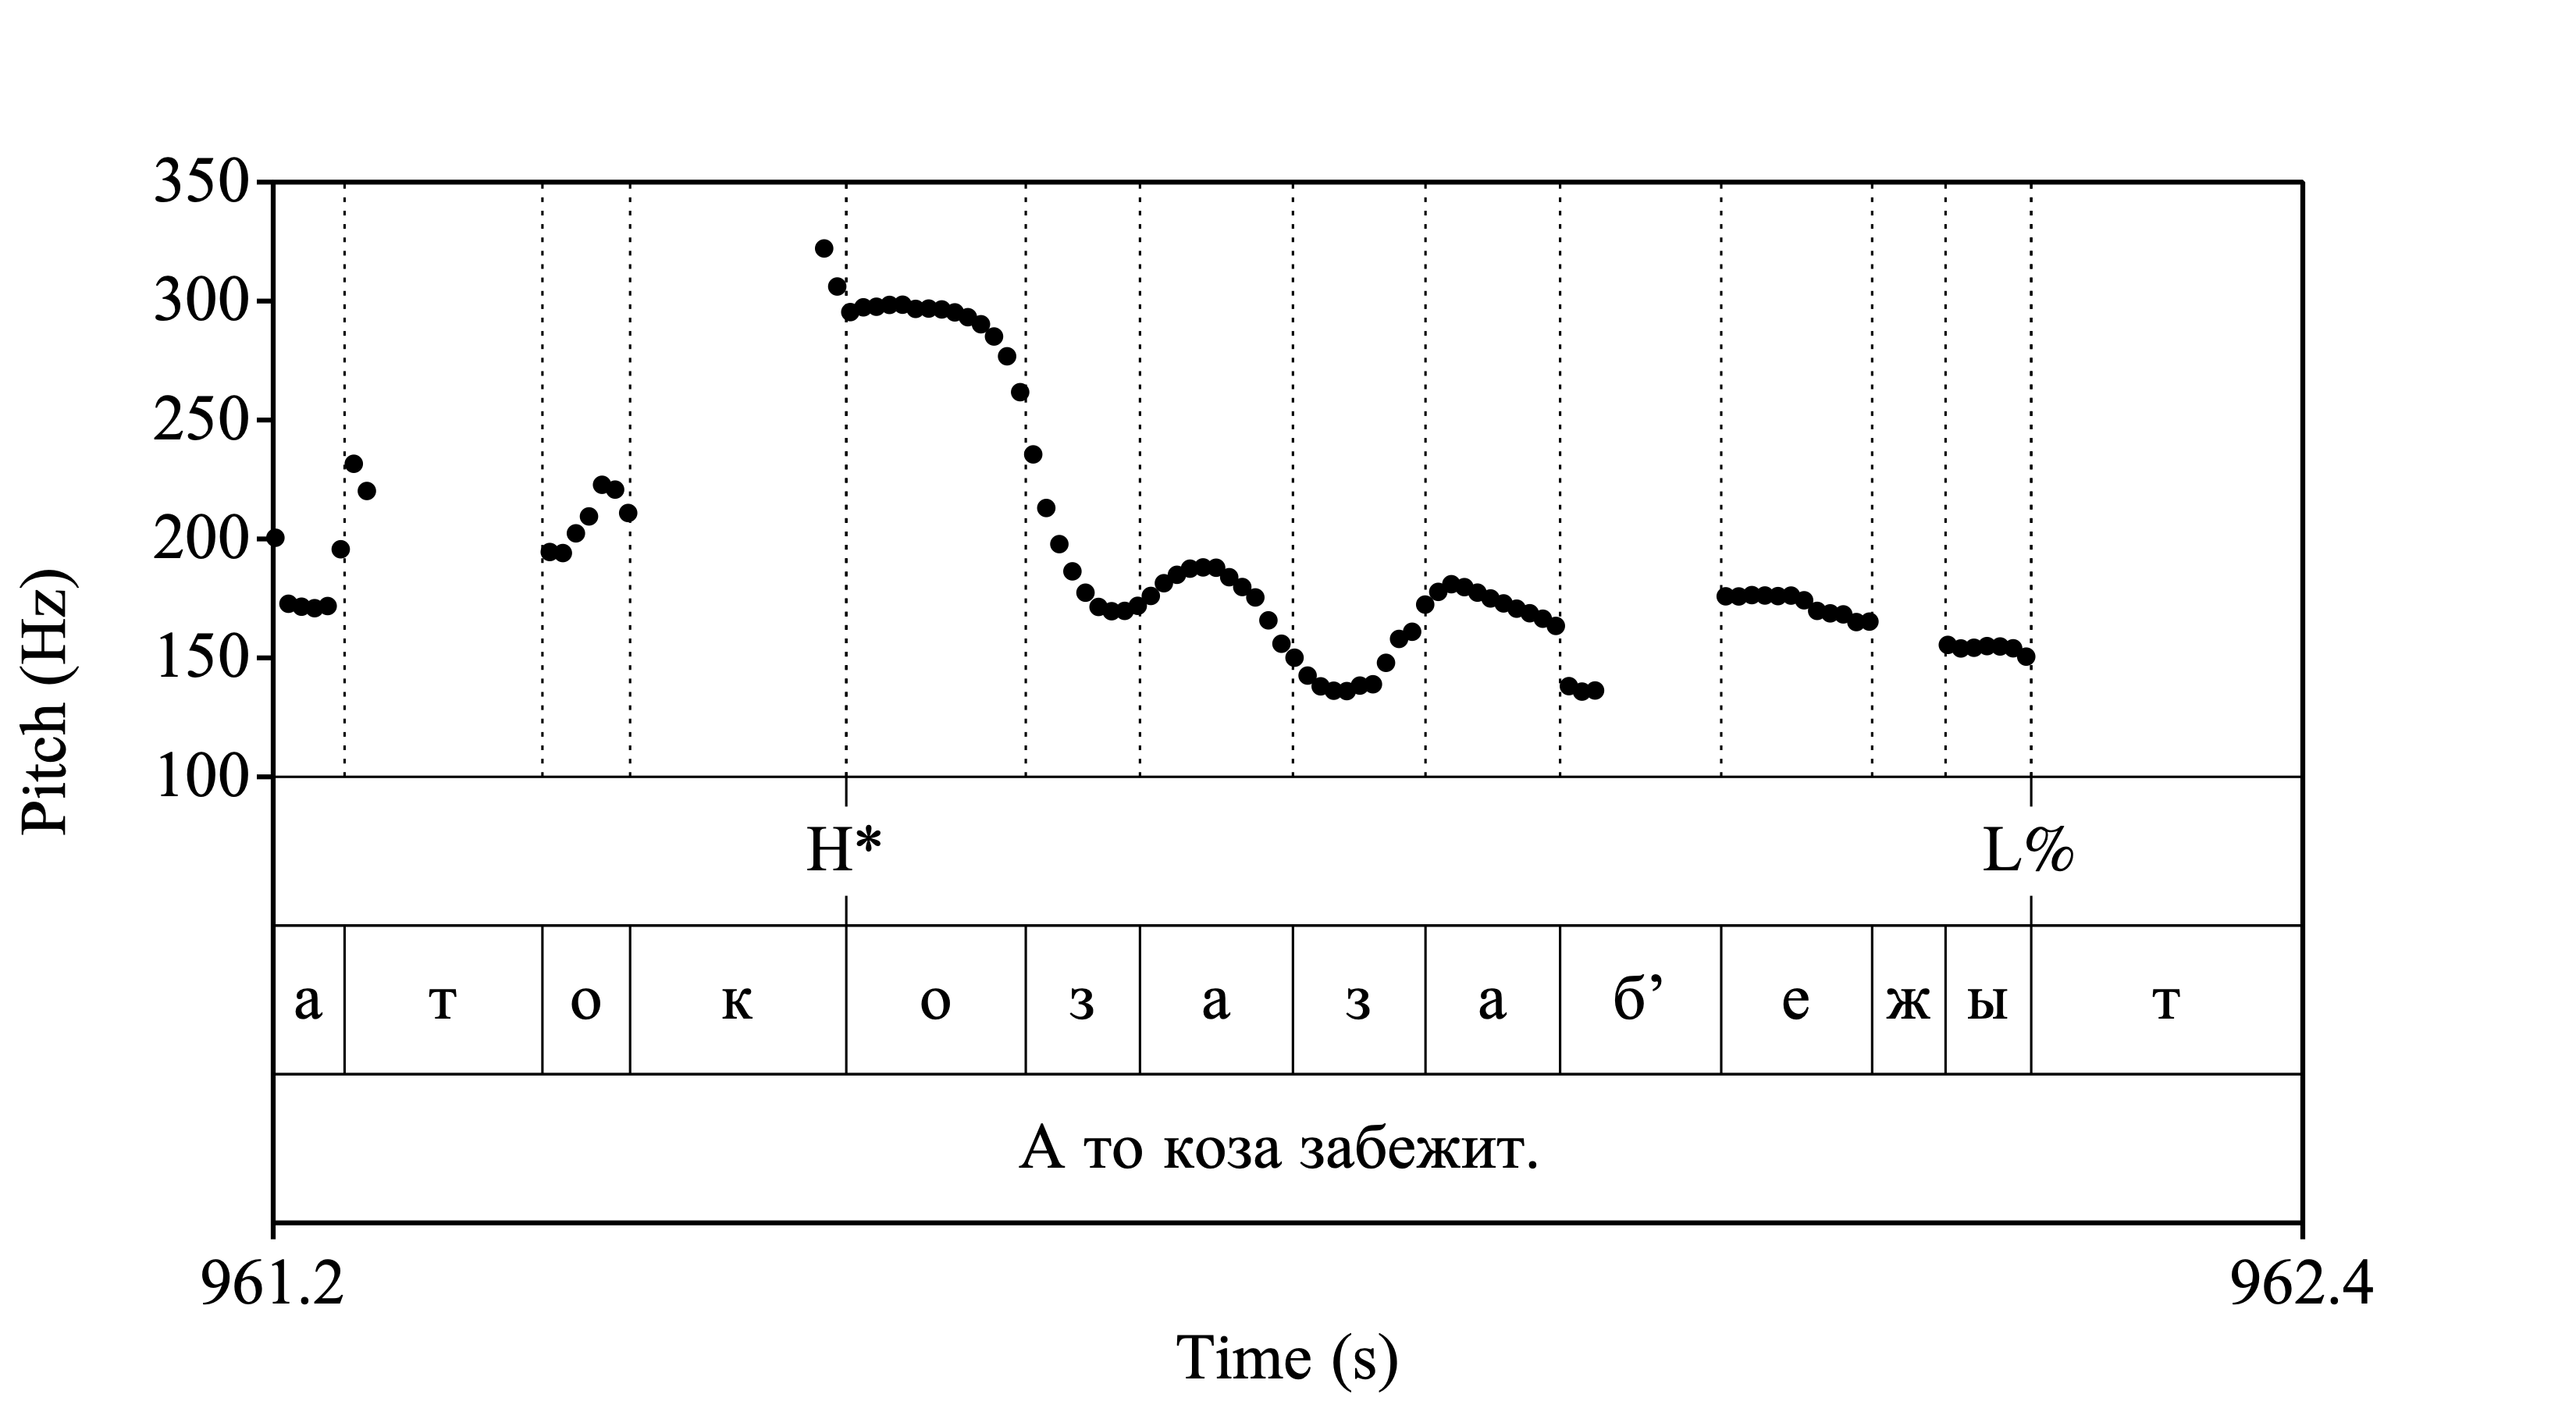 350
300
250
200
150
100
Pitch (Hz)
H* L%
а т о к о з а з а б’ е ж ы т
А то коза забежит.
961.2 962.4
Time (s)